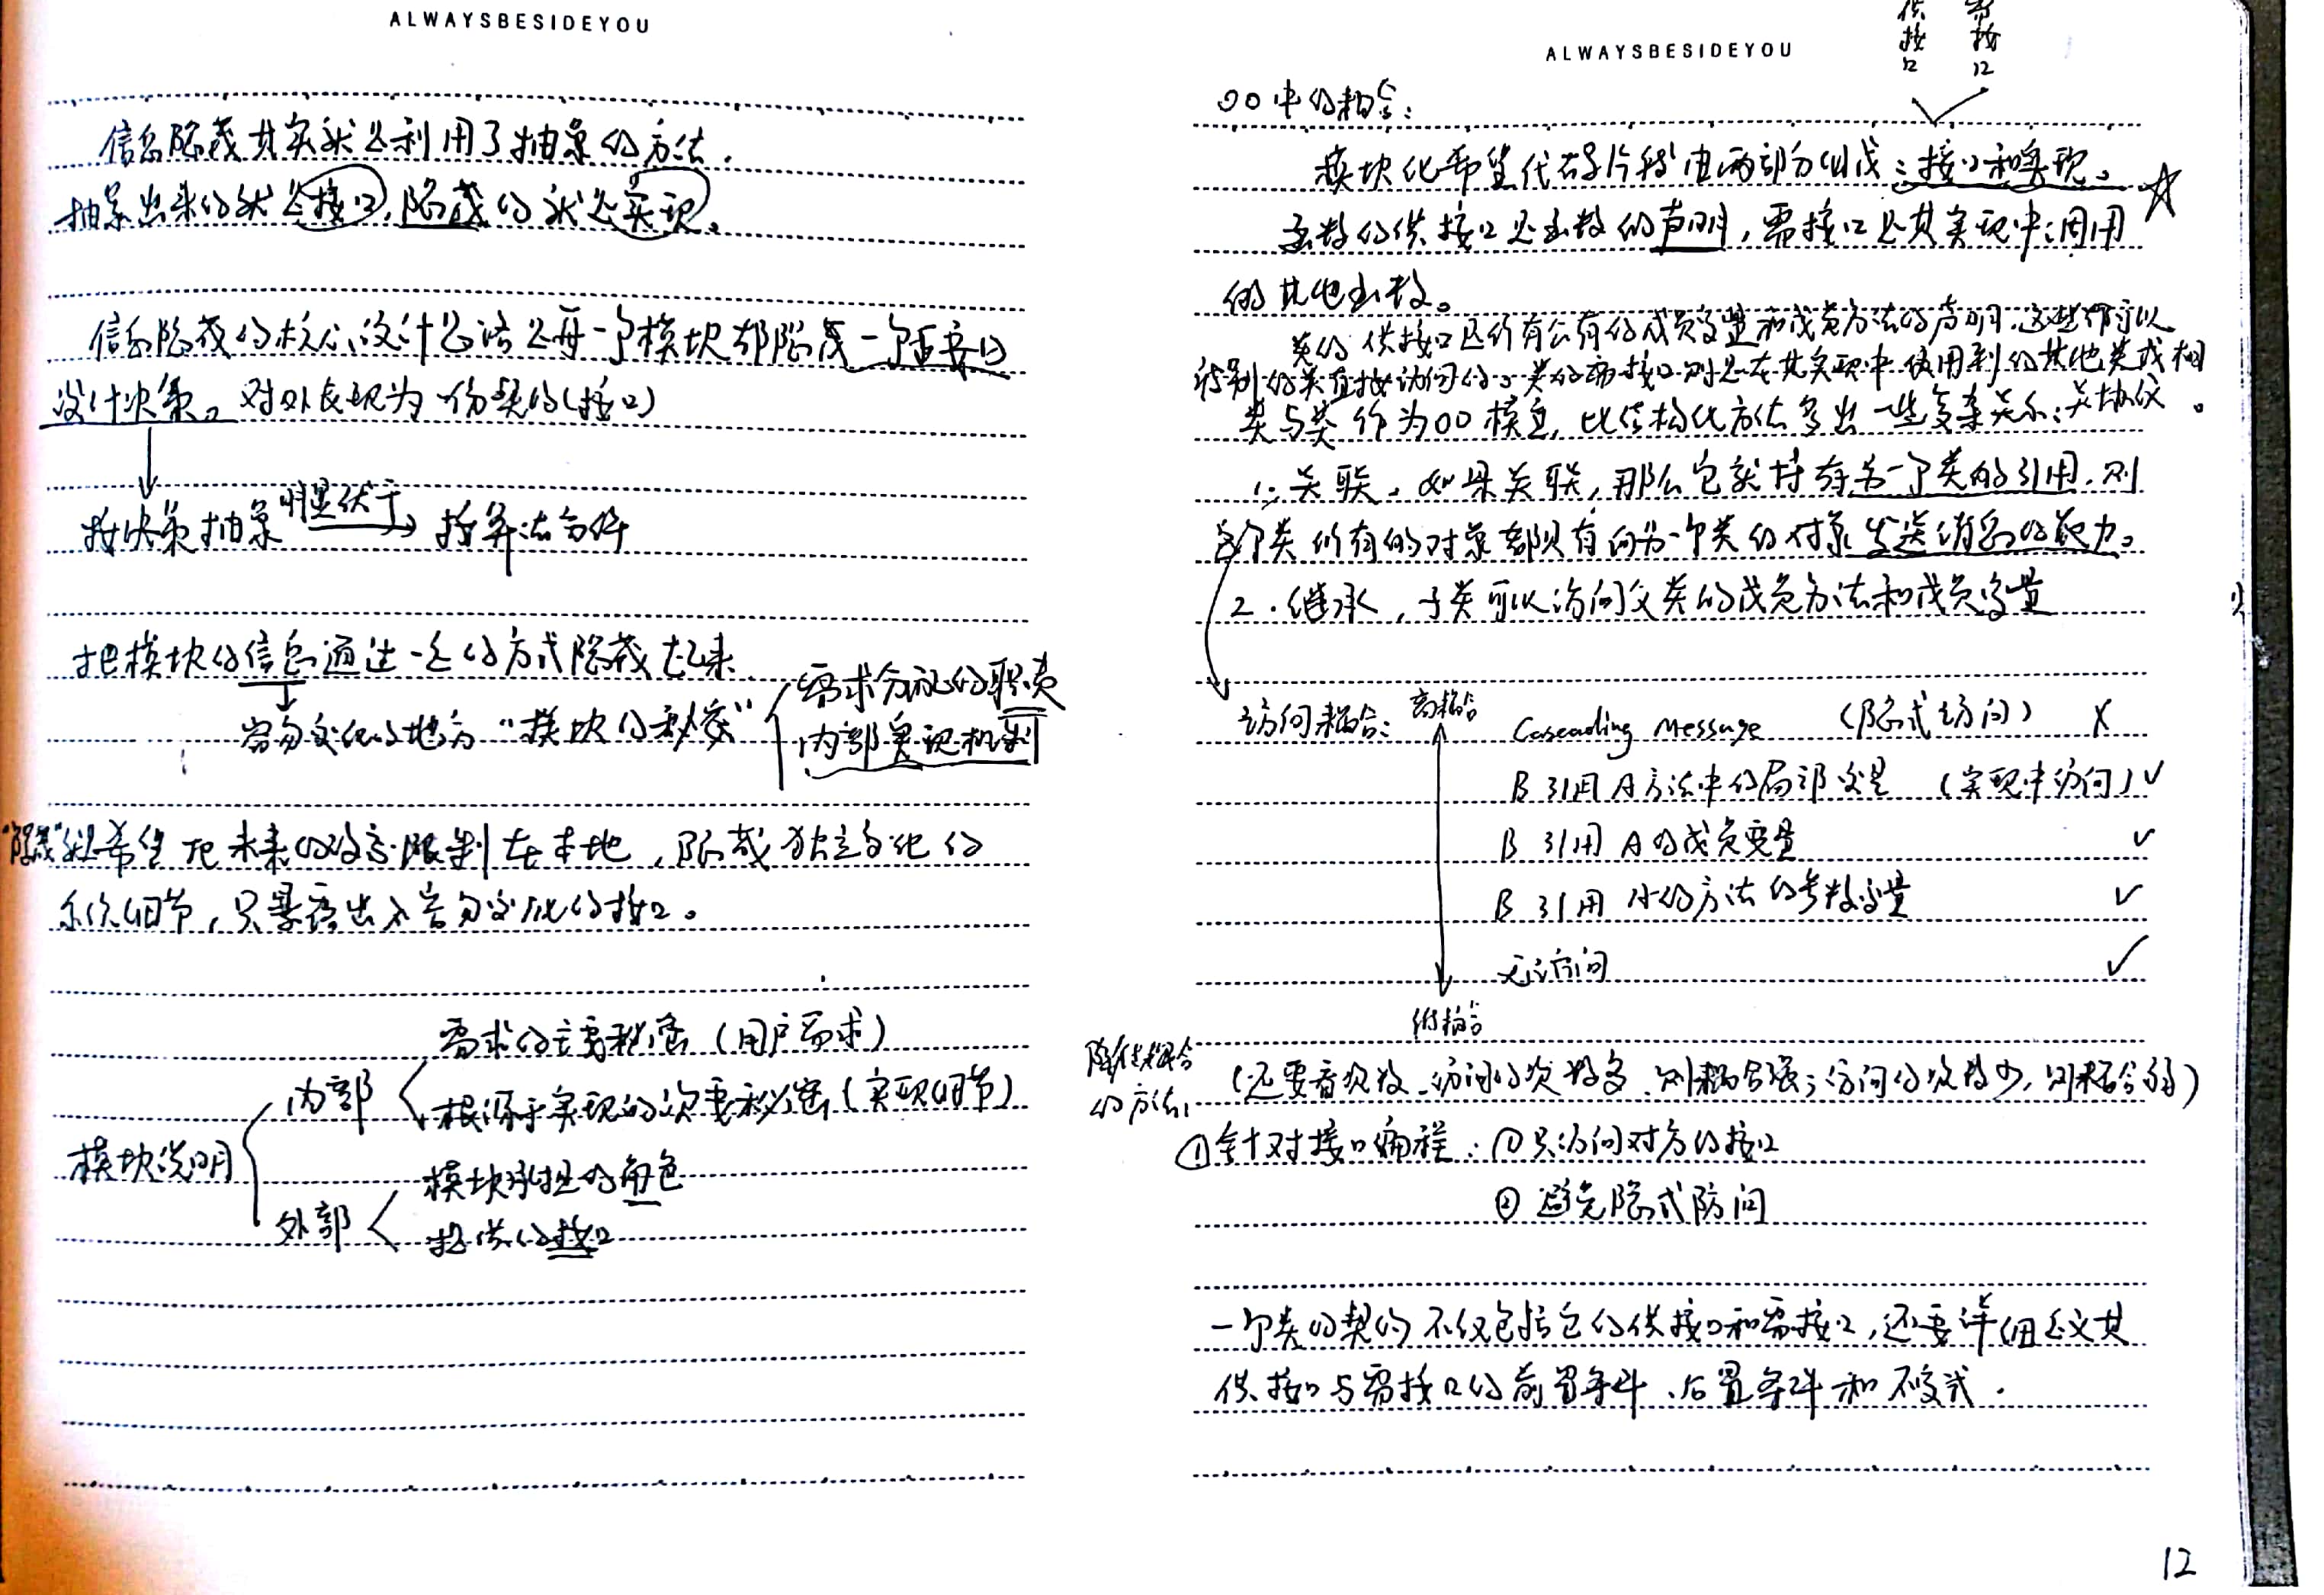 ALWAYSBESIDEYOU
信息隐藏其实就是利用了抽象的方法.
抽象出来的就是接口,隐藏的就是实现。
信息隐藏的核心设计思路是每一个模块都隐藏一个重要的
设计决策。对外表现为一份契约(接口)
按决策抽象 明显优于 按算法分解
把模块的信息通过一定的方式隐藏起来.
容易变化的地方 "模块的秘密"
需求分配的职责
内部实现机制
"隐藏"是希望把未来的改变限制在本地,隐藏独立变化的
系统细节,只暴露出不容易变化的接口。
模块说明
内部
需求的主要秘密(用户需求)
根源于实现的次要秘密(实现细节)
外部
模块承担的角色
提供的接口
ALWAYSBESIDEYOU
供接口
需接口
OO中的耦合:
模块化希望代码片段由两部分组成:接口和实现。
函数的供接口是函数的声明,需接口是其实现中调用
的其他函数。
类的供接口是所有公有的成员变量和成员方法的声明,这些都可以
被别的类直接访问的。类的需接口则是在其实现中使用到的其他类或相
关协议。
类与类作为OO模块,比结构化方法多出一些复杂关系:
1. 关联。如果关联,那么它就持有另一个类的引用,则
这个类所有的对象都具有向另一个类的对象发送消息的能力。
2. 继承,子类可以访问父类的成员方法和成员变量
访问耦合:
高耦合
Cascading Message (隐式访问) X
B引用A方法中的局部变量 (实现中访问) ✓
B引用A的成员变量 ✓
B引用A的方法的参数变量 ✓
无访问 ✓
低耦合
(还要看次数.访问的次数多,则耦合强;访问的次数少,则耦合弱)
降低耦合
的方法:
①针对接口编程:①只访问对方的接口
②避免隐式访问
一个类的契约不仅包括它的供接口和需接口,还要详细定义其
供接口与需接口的前置条件、后置条件和不变式.
12